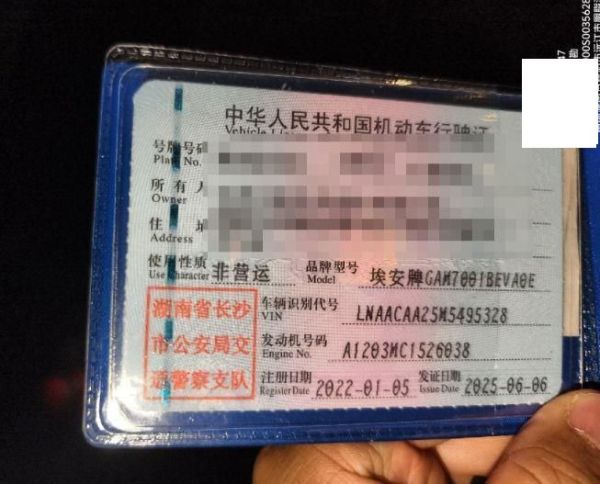 中华人民共和国机动车行驶证
号牌号码
Plate No.
所有人
Owner
住 址
Address
使用性质 非营运 品牌型号 埃安牌GAM7001BEVA0E
Use Character Model
湖南省长沙
市公安局交
通警察支队
车辆识别代号 LNAACAA25M5495328
VIN
发动机号码 A1203MC1526038
Engine No.
注册日期 2022-01-05 发证日期 2025-06-06
Register Date Issue Date